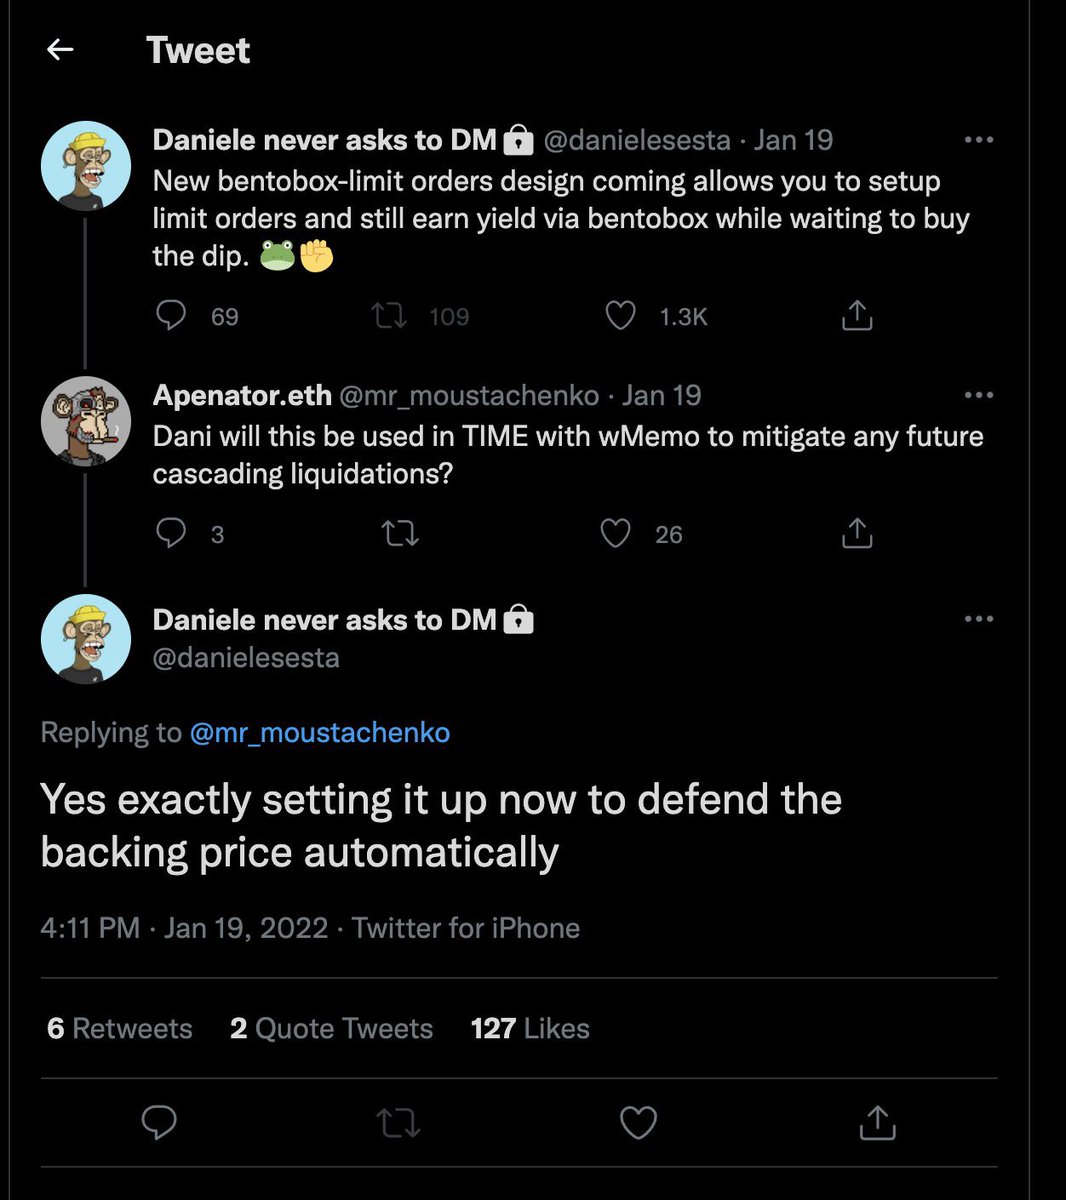 Tweet
Daniele never asks to DM🔒 @danielesesta · Jan 19
New bentobox-limit orders design coming allows you to setup
limit orders and still earn yield via bentobox while waiting to buy
the dip. 🐸✊
69 109 1.3K
Apenator.eth @mr_moustachenko · Jan 19
Dani will this be used in TIME with wMemo to mitigate any future
cascading liquidations?
3 26
Daniele never asks to DM🔒
@danielesesta
Replying to @mr_moustachenko
Yes exactly setting it up now to defend the
backing price automatically
4:11 PM · Jan 19, 2022 · Twitter for iPhone
6 Retweets 2 Quote Tweets 127 Likes